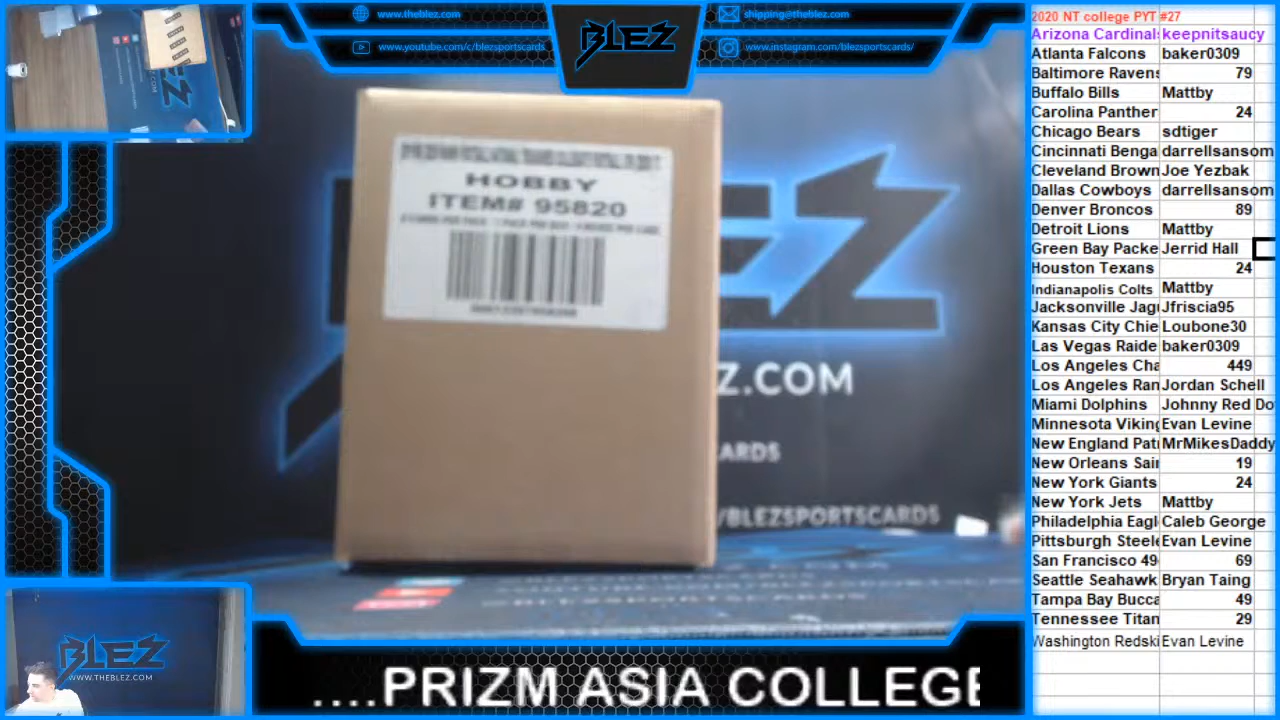 www.theblez.com
www.youtube.com/c/blezsportscards
BLEZ
shipping@theblez.com
www.instagram.com/blezsportscards/
HOBBY
ITEM# 95820
Z.COM
CARDS
/BLEZSPORTSCARDS
BLEZ
WWW.THEBLEZ.COM
....PRIZM ASIA COLLEGE
2020 NT college PYT #27
Arizona Cardinals keepnitsaucy
Atlanta Falcons baker0309
Baltimore Ravens 79
Buffalo Bills Mattby
Carolina Panther 24
Chicago Bears sdtiger
Cincinnati Benga darrellsansom
Cleveland Brown Joe Yezbak
Dallas Cowboys darrellsansom
Denver Broncos 89
Detroit Lions Mattby
Green Bay Packe Jerrid Hall
Houston Texans 24
Indianapolis Colts Mattby
Jacksonville Jagu Jfriscia95
Kansas City Chie Loubone30
Las Vegas Raide baker0309
Los Angeles Cha 449
Los Angeles Ran Jordan Schell
Miami Dolphins Johnny Red Do
Minnesota Viking Evan Levine
New England Pat MrMikesDaddy
New Orleans Sai 19
New York Giants 24
New York Jets Mattby
Philadelphia Eagl Caleb George
Pittsburgh Steele Evan Levine
San Francisco 49 69
Seattle Seahawk Bryan Taing
Tampa Bay Bucca 49
Tennessee Titan 29
Washington Redski Evan Levine